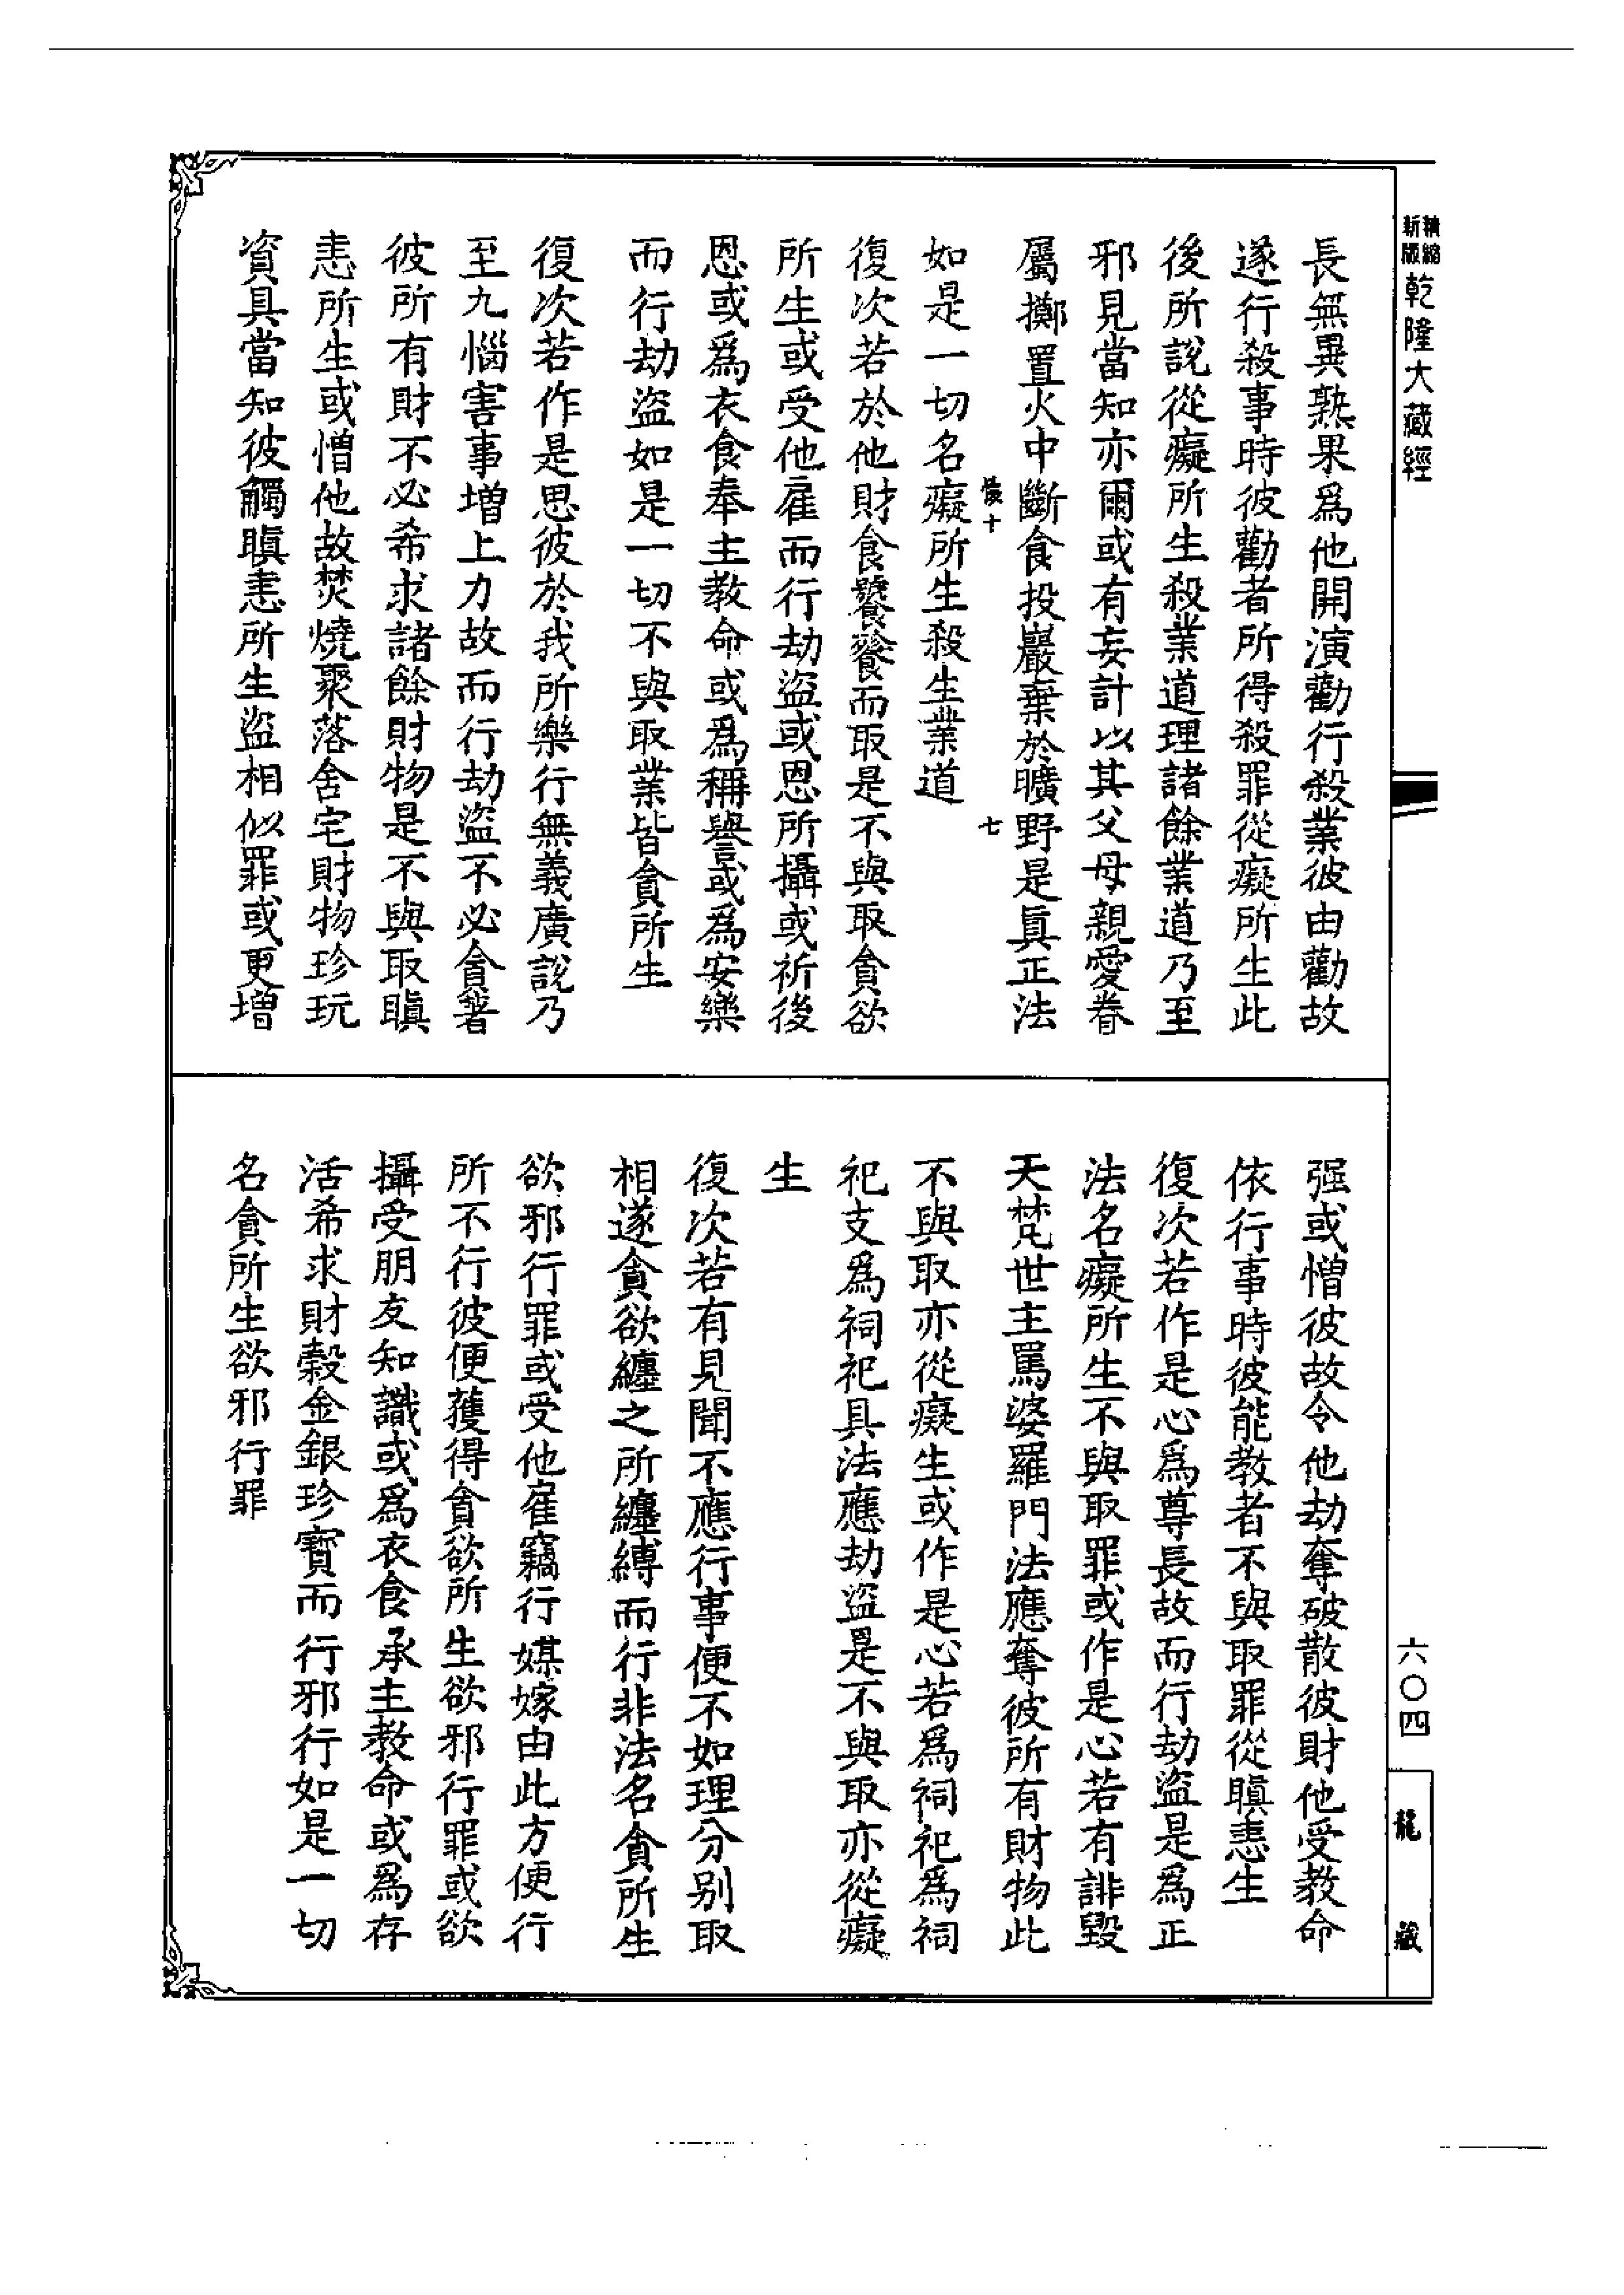 精縮新版乾隆大藏經
長無異熟果爲他開演勸行殺業彼由勸故
遂行殺事時彼勸者所得殺罪從癡所生此
後所說從癡所生殺業道理諸餘業道乃至
邪見當知亦爾或有妄計以其父母親愛眷
屬擲置火中斷食投巖棄於曠野是眞正法
七
如是一切名癡所生殺生業道
復次若於他財食饕餮而取是不與取貪欲
所生或受他雇而行劫盜或恩所攝或祈後
恩或爲衣食奉主教命或爲稱譽或爲安樂
而行劫盜如是一切不與取業皆貪所生
復次若作是思彼於我所樂行無義廣說乃
至九惱害事增上力故而行劫盜不必貪著
彼所有財不必希求諸餘財物是不與取瞋
恚所生或憎他故焚燒聚落舍宅財物珍玩
資具當知彼觸瞋恚所生盜相似罪或更增
强或憎彼故令他劫奪破散彼財他受教命
依行事時彼能教者不與取罪從瞋恚生
復次若作是心爲尊長故而行劫盜是爲正
法名癡所生不與取罪或作是心若有誹毀
天梵世主罵婆羅門法應奪彼所有財物此
不與取亦從癡生或作是心若爲祠祀爲祠
祀支爲祠祀具法應劫盜是不與取亦從癡
生
復次若有見聞不應行事便不如理分别取
相遂貪欲纏之所纏縛而行非法名貪所生
欲邪行罪或受他雇竊行媒嫁由此方便行
所不行彼便獲得貪欲所生欲邪行罪或欲
攝受朋友知識或爲衣食承主教命或爲存
活希求財穀金銀珍寶而行邪行如是一切
名貪所生欲邪行罪
六〇四
龍藏